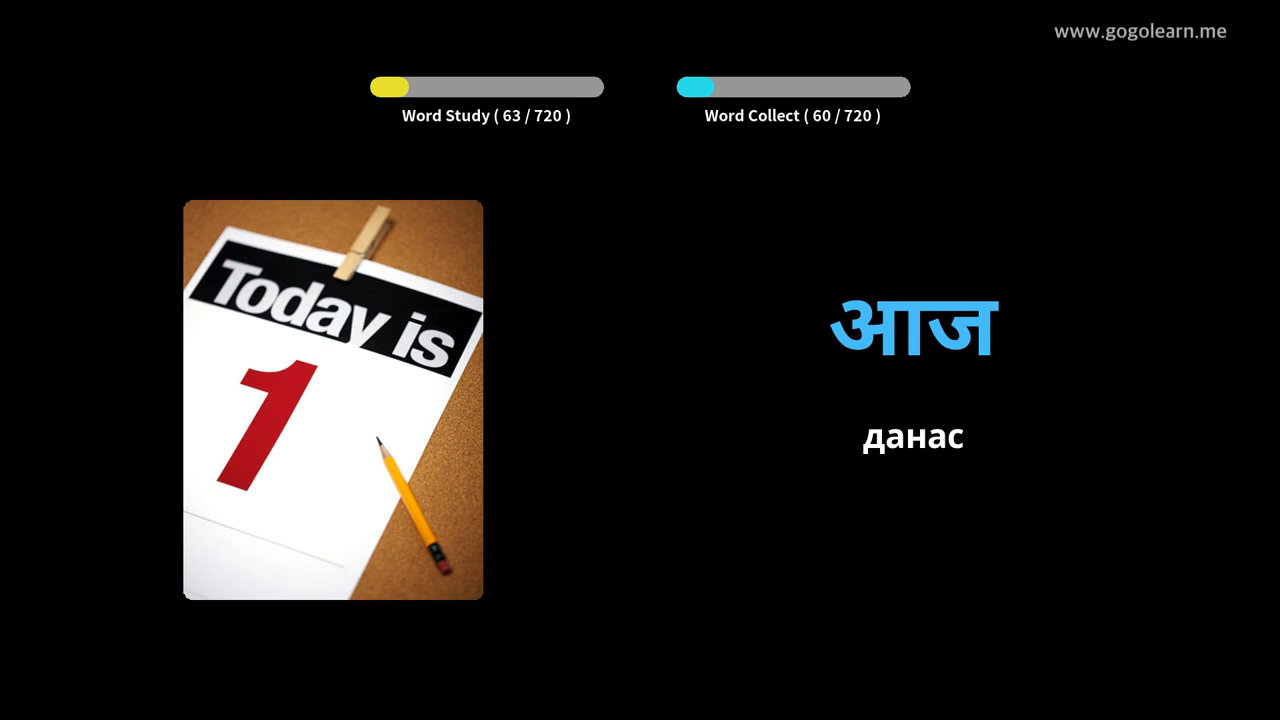 www.gogolearn.me
Word Study ( 63 / 720 )
Word Collect ( 60 / 720 )
Today is
1
आज
данас